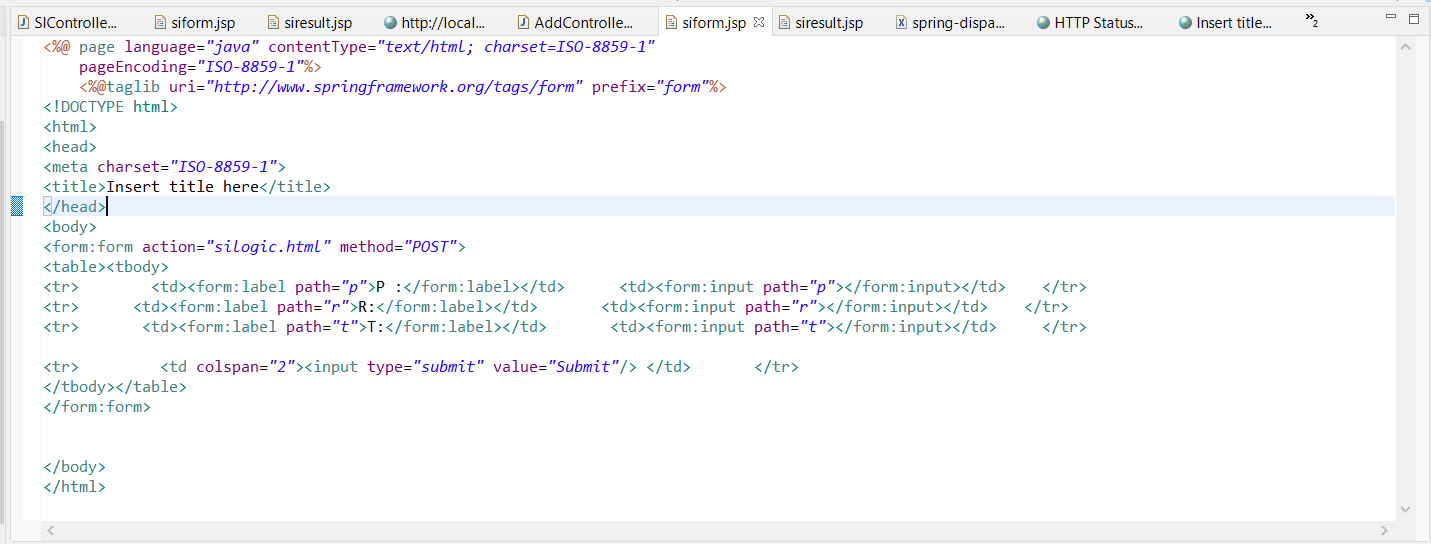 SIControlle... siform.jsp siresult.jsp http://local... AddControlle... siform.jsp siresult.jsp spring-dispa... HTTP Status... Insert title... »2
<%@ page language="java" contentType="text/html; charset=ISO-8859-1"
    pageEncoding="ISO-8859-1"%>
    <%@taglib uri="http://www.springframework.org/tags/form" prefix="form"%>
<!DOCTYPE html>
<html>
<head>
<meta charset="ISO-8859-1">
<title>Insert title here</title>
</head>
<body>
<form:form action="silogic.html" method="POST">
<table><tbody>
<tr>        <td><form:label path="p">P :</form:label></td>      <td><form:input path="p"></form:input></td>    </tr>
<tr>      <td><form:label path="r">R:</form:label></td>       <td><form:input path="r"></form:input></td>    </tr>
<tr>       <td><form:label path="t">T:</form:label></td>       <td><form:input path="t"></form:input></td>     </tr>
<tr>         <td colspan="2"><input type="submit" value="Submit"/> </td>       </tr>
</tbody></table>
</form:form>
</body>
</html>